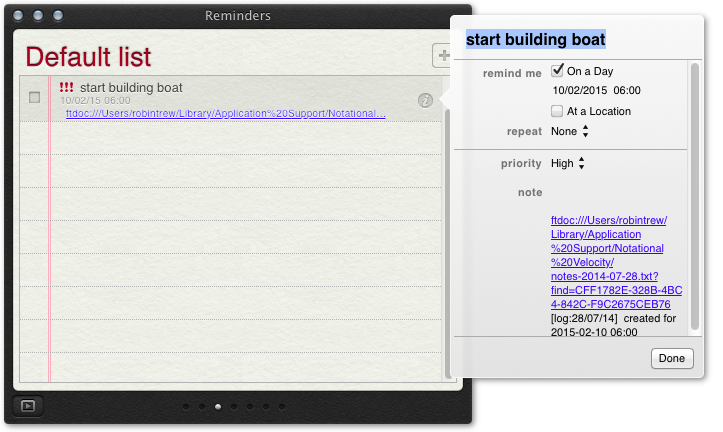 Reminders
Default list
!!! start building boat
10/02/15 06:00
ftdoc:///Users/robintrew/Library/Application%20Support/Notational...
start building boat
remind me
On a Day
10/02/2015 06:00
At a Location
repeat None
priority High
note
ftdoc:///Users/robintrew/
Library/Application
%20Support/Notational
%20Velocity/
notes-2014-07-28.txt?
find=CFF1782E-328B-4BC
4-842C-F9C2675CEB76
[log:28/07/14] created for
2015-02-10 06:00
Done